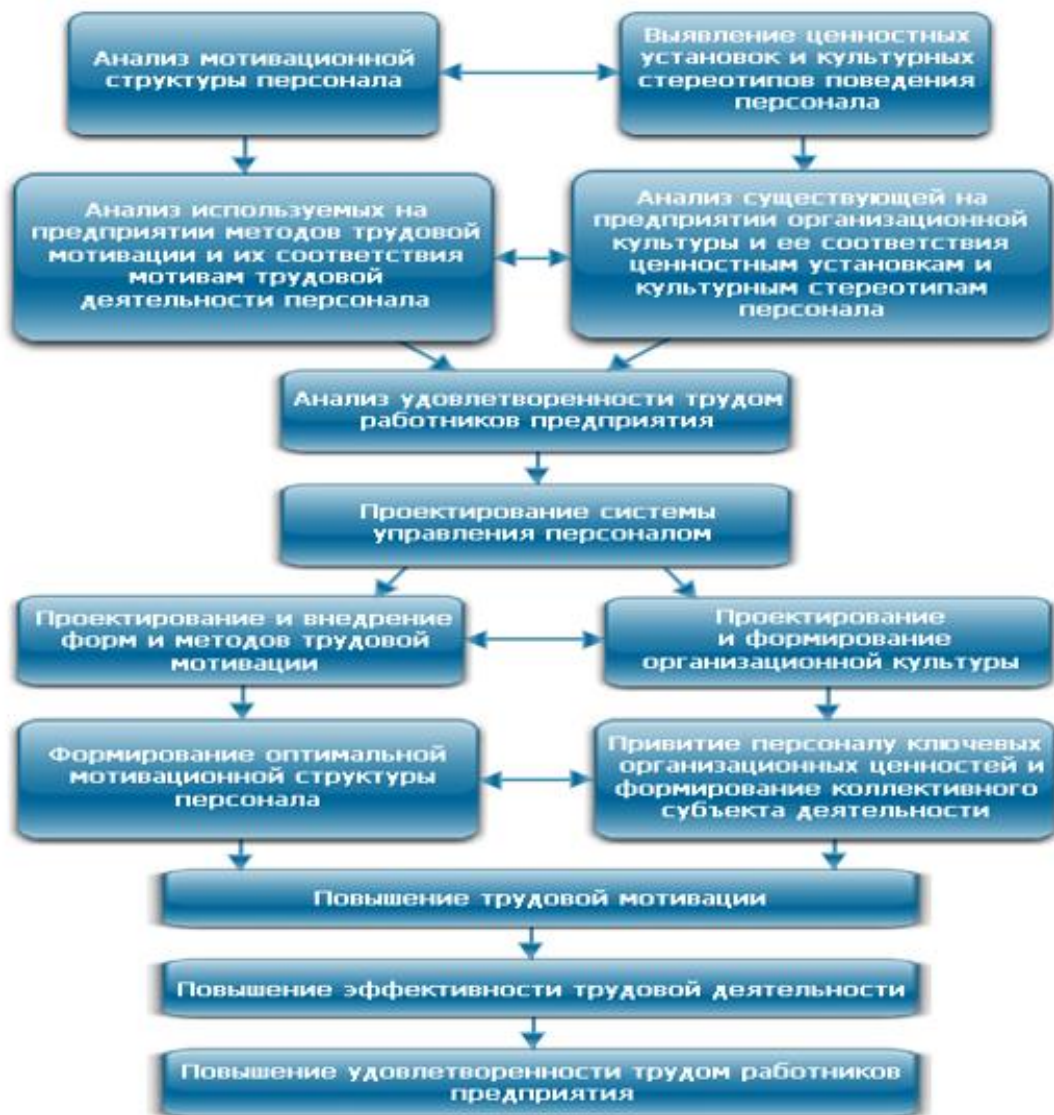 Анализ мотивационной
структуры персонала
Выявление ценностных
установок и культурных
стереотипов поведения
персонала
Анализ используемых на
предприятии методов трудовой
мотивации и их соответствия
мотивам трудовой
деятельности персонала
Анализ существующей на
предприятии организационной
культуры и ее соответствия
ценностным установкам и
культурным стереотипам
персонала
Анализ удовлетворенности трудом
работников предприятия
Проектирование системы
управления персоналом
Проектирование и внедрение
форм и методов трудовой
мотивации
Проектирование
и формирование
организационной культуры
Формирование оптимальной
мотивационной структуры
персонала
Привитие персоналу ключевых
организационных ценностей и
формирование коллективного
субъекта деятельности
Повышение трудовой мотивации
Повышение эффективности трудовой деятельности
Повышение удовлетворенности трудом работников
предприятия